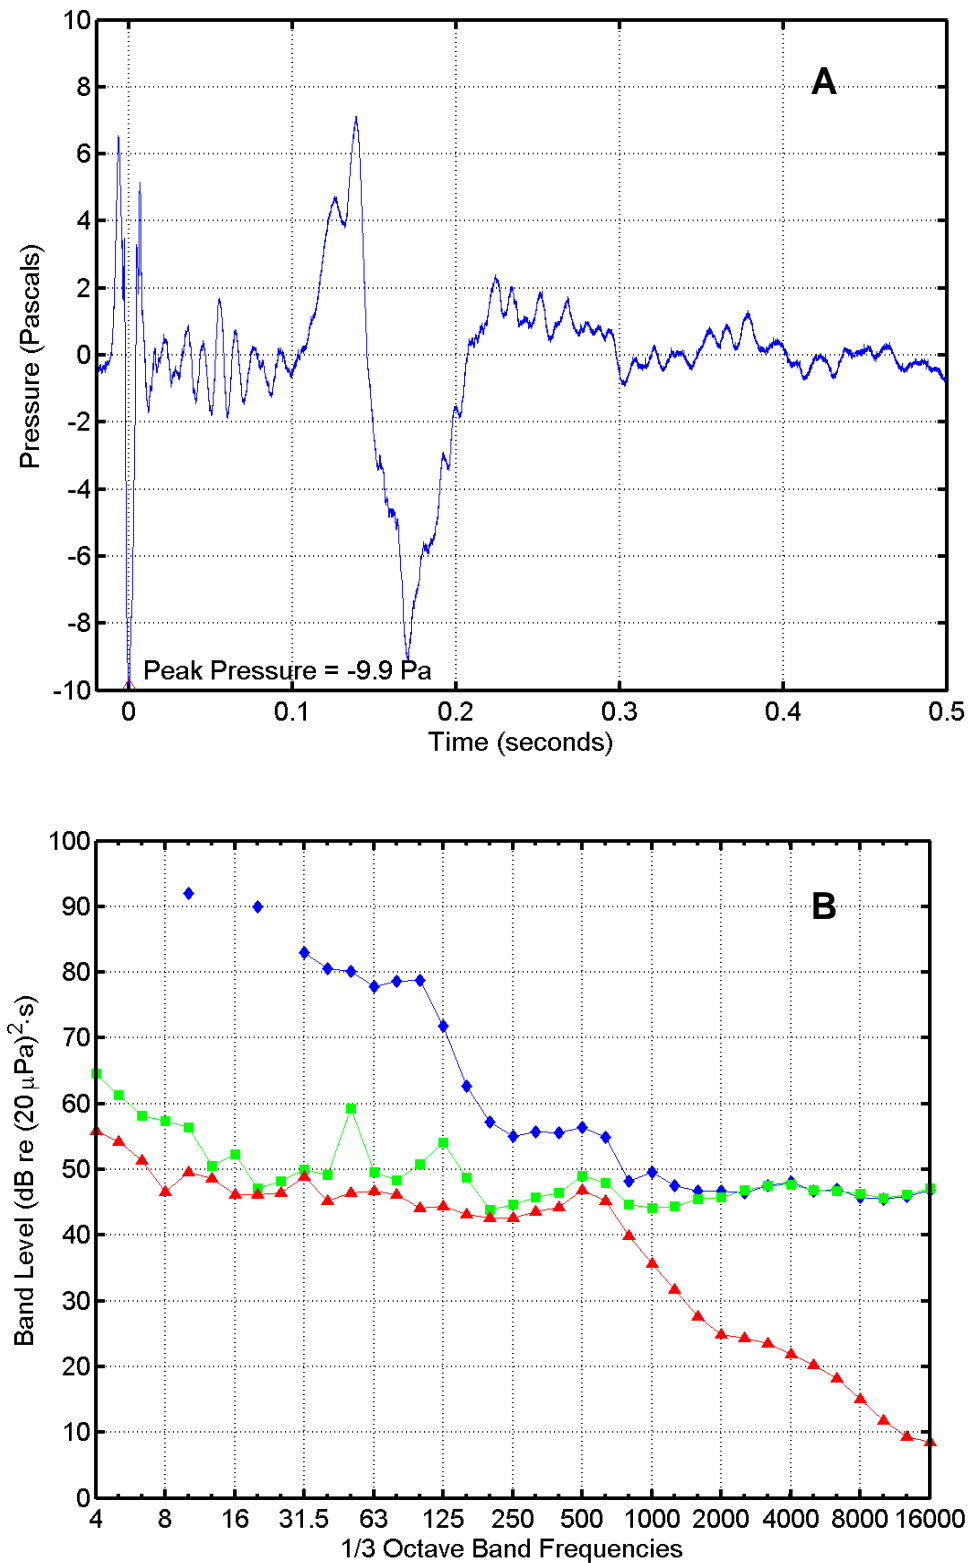 10
8
6
4
2
0
-2
-4
-6
-8
-10
Pressure (Pascals)
A
Peak Pressure = -9.9 Pa
0 0.1 0.2 0.3 0.4 0.5
Time (seconds)
100
90
80
70
60
50
40
30
20
10
0
Band Level (dB re (20 μPa)²·s)
B
4 8 16 31.5 63 125 250 500 1000 2000 4000 8000 16000
1/3 Octave Band Frequencies